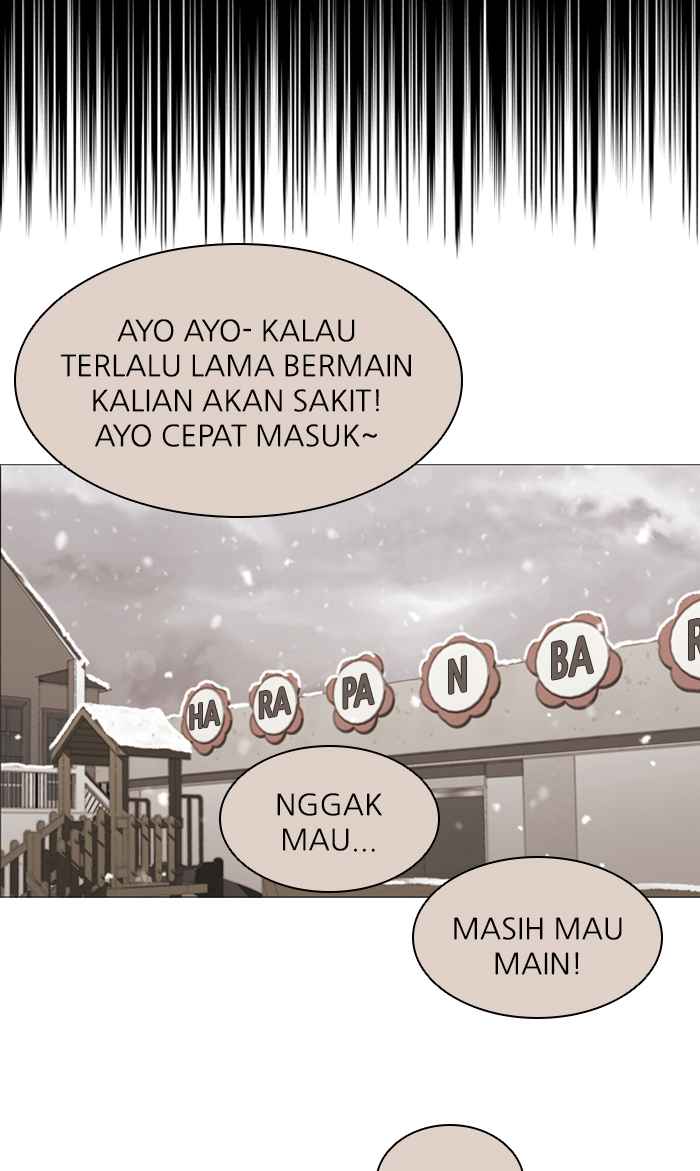 AYO AYO- KALAU
TERLALU LAMA BERMAIN
KALIAN AKAN SAKIT!
AYO CEPAT MASUK~
HA RA PA N BA R
NGGAK
MAU...
MASIH MAU
MAIN!